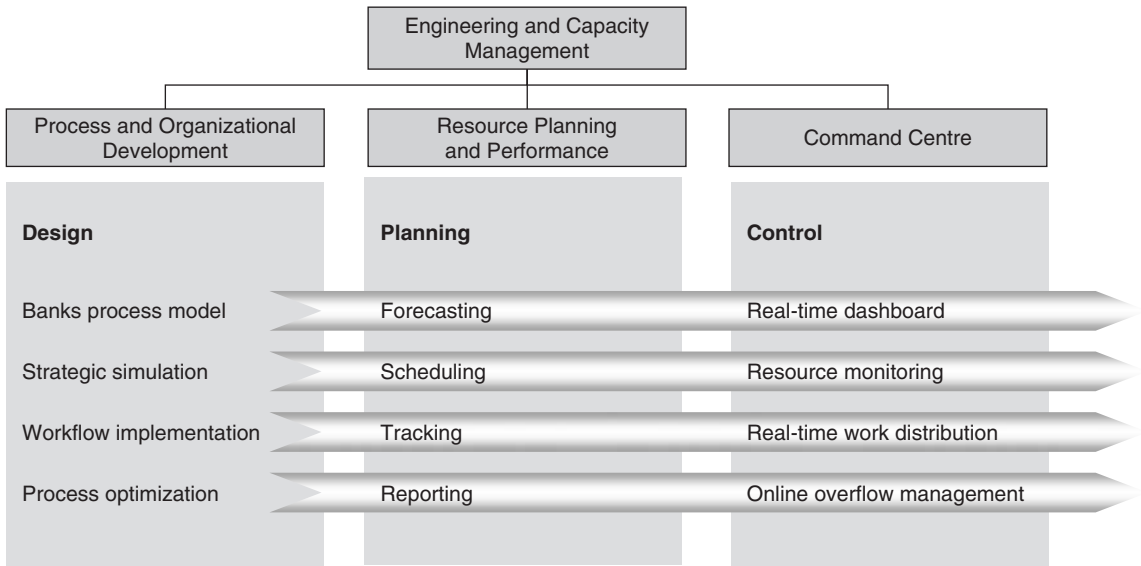 Engineering and Capacity
Management
Process and Organizational
Development
Resource Planning
and Performance
Command Centre
Design
Planning
Control
Banks process model
Forecasting
Real-time dashboard
Strategic simulation
Scheduling
Resource monitoring
Workflow implementation
Tracking
Real-time work distribution
Process optimization
Reporting
Online overflow management